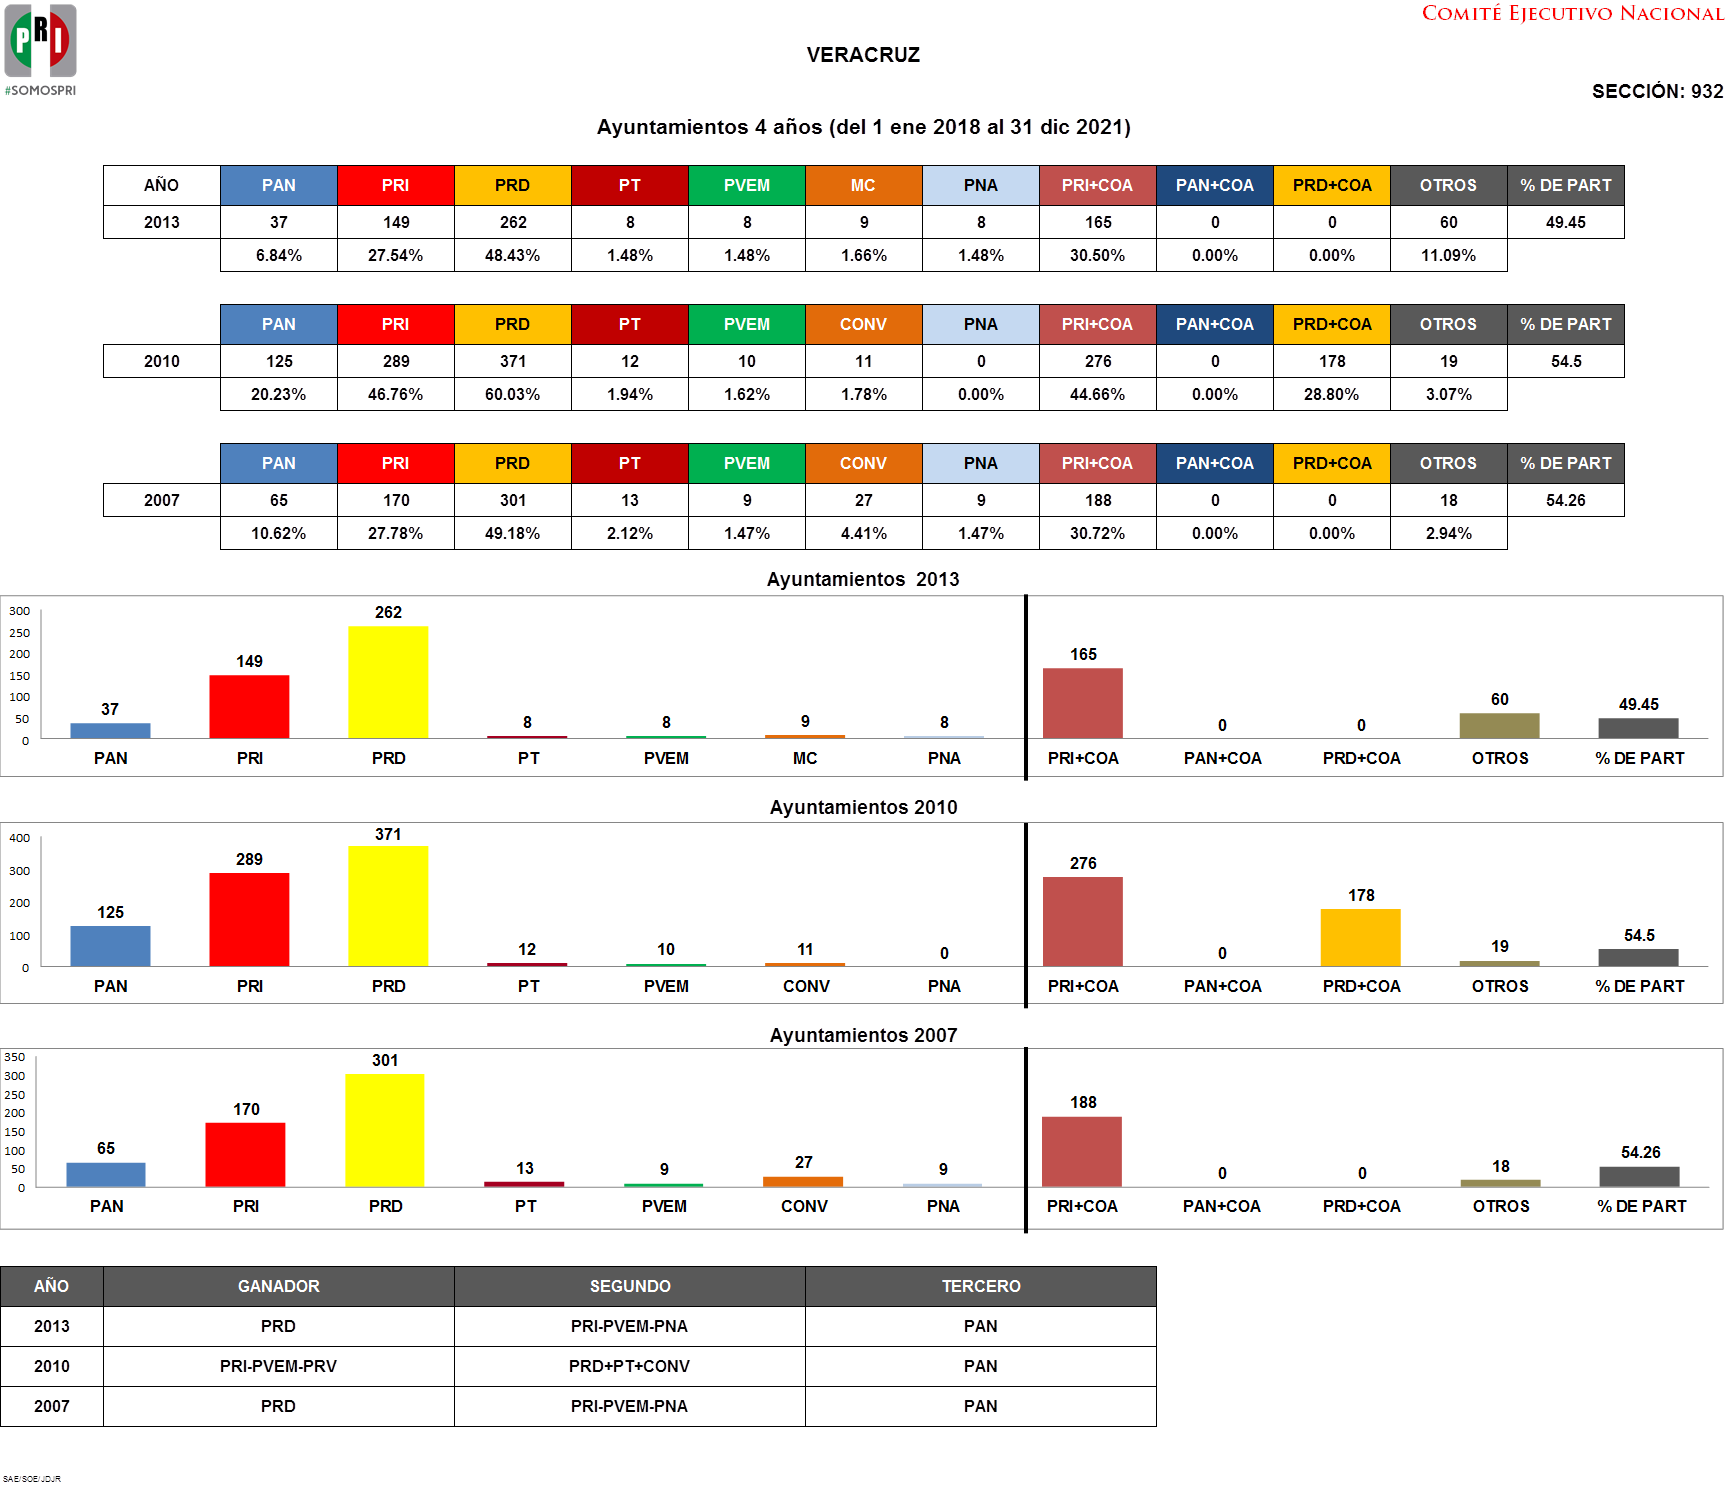 PRI
#SOMOSPRI
COMITÉ EJECUTIVO NACIONAL
VERACRUZ
SECCIÓN: 932
Ayuntamientos 4 años (del 1 ene 2018 al 31 dic 2021)
AÑO PAN PRI PRD PT PVEM MC PNA PRI+COA PAN+COA PRD+COA OTROS % DE PART
2013 37 149 262 8 8 9 8 165 0 0 60 49.45
6.84% 27.54% 48.43% 1.48% 1.48% 1.66% 1.48% 30.50% 0.00% 0.00% 11.09%
PAN PRI PRD PT PVEM CONV PNA PRI+COA PAN+COA PRD+COA OTROS % DE PART
2010 125 289 371 12 10 11 0 276 0 178 19 54.5
20.23% 46.76% 60.03% 1.94% 1.62% 1.78% 0.00% 44.66% 0.00% 28.80% 3.07%
PAN PRI PRD PT PVEM CONV PNA PRI+COA PAN+COA PRD+COA OTROS % DE PART
2007 65 170 301 13 9 27 9 188 0 0 18 54.26
10.62% 27.78% 49.18% 2.12% 1.47% 4.41% 1.47% 30.72% 0.00% 0.00% 2.94%
Ayuntamientos 2013
300
250
200
150
100
50
0
37 149 262 8 8 9 8 165 0 0 60 49.45
PAN PRI PRD PT PVEM MC PNA PRI+COA PAN+COA PRD+COA OTROS % DE PART
Ayuntamientos 2010
400
300
200
100
0
125 289 371 12 10 11 0 276 0 178 19 54.5
PAN PRI PRD PT PVEM CONV PNA PRI+COA PAN+COA PRD+COA OTROS % DE PART
Ayuntamientos 2007
350
300
250
200
150
100
50
0
65 170 301 13 9 27 9 188 0 0 18 54.26
PAN PRI PRD PT PVEM CONV PNA PRI+COA PAN+COA PRD+COA OTROS % DE PART
AÑO GANADOR SEGUNDO TERCERO
2013 PRD PRI-PVEM-PNA PAN
2010 PRI-PVEM-PRV PRD+PT+CONV PAN
2007 PRD PRI-PVEM-PNA PAN
SAE/SOE/JDJR